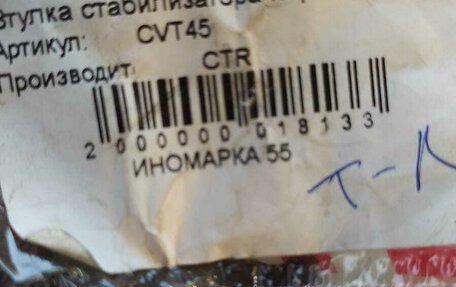 Втулка стабилизатора
Артикул: CVT45
Производит CTR
2 000000 018133
ИНОМАРКА 55
Т-Л